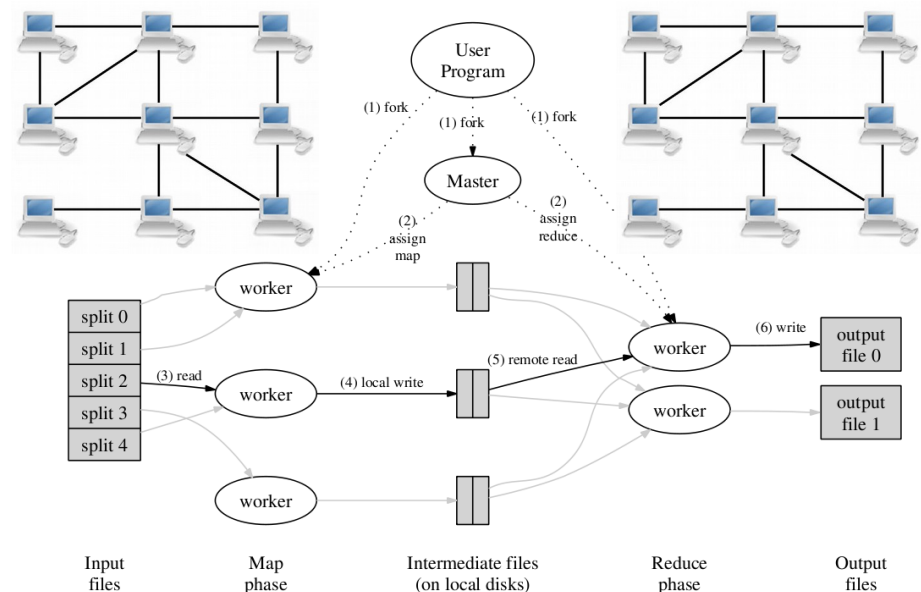 User
Program
(1) fork
(1) fork
(1) fork
Master
(2)
assign
map
(2)
assign
reduce
worker
split 0
split 1
split 2
split 3
split 4
(3) read
worker
(4) local write
(5) remote read
worker
worker
worker
(6) write
output
file 0
output
file 1
Input
files
Map
phase
Intermediate files
(on local disks)
Reduce
phase
Output
files